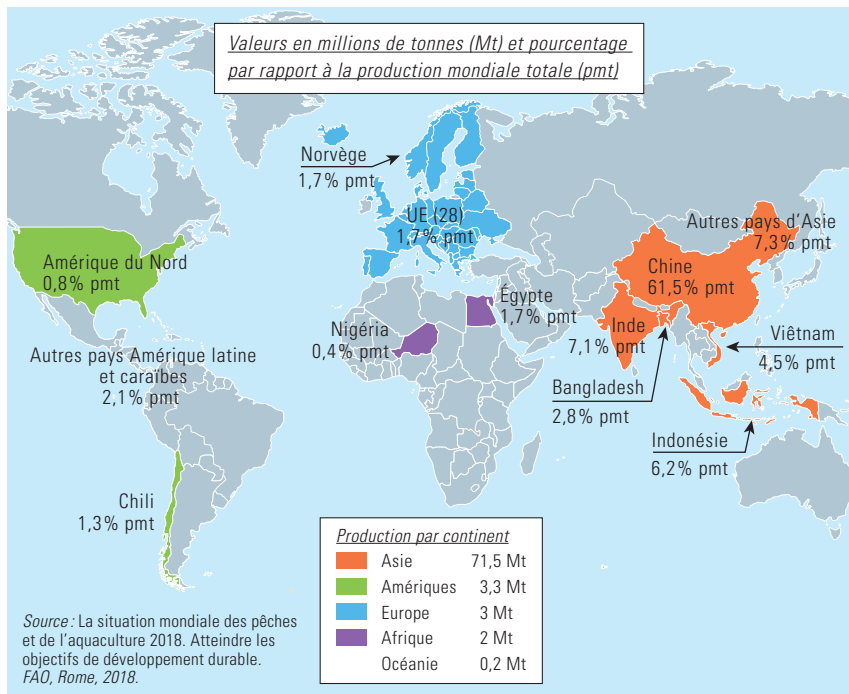 Valeurs en millions de tonnes (Mt) et pourcentage
par rapport à la production mondiale totale (pmt)
Norvège
1,7% pmt
UE (28)
1,7% pmt
Autres pays d'Asie
7,3% pmt
Amérique du Nord
0,8% pmt
Chine
61,5% pmt
Égypte
1,7% pmt
Nigéria
0,4% pmt
Inde
7,1% pmt
Viêtnam
4,5% pmt
Autres pays Amérique latine
et caraïbes
2,1% pmt
Bangladesh
2,8% pmt
Indonésie
6,2% pmt
Chili
1,3% pmt
Production par continent
Asie 71,5 Mt
Amériques 3,3 Mt
Europe 3 Mt
Afrique 2 Mt
Océanie 0,2 Mt
Source : La situation mondiale des pêches
et de l'aquaculture 2018. Atteindre les
objectifs de développement durable.
FAO, Rome, 2018.